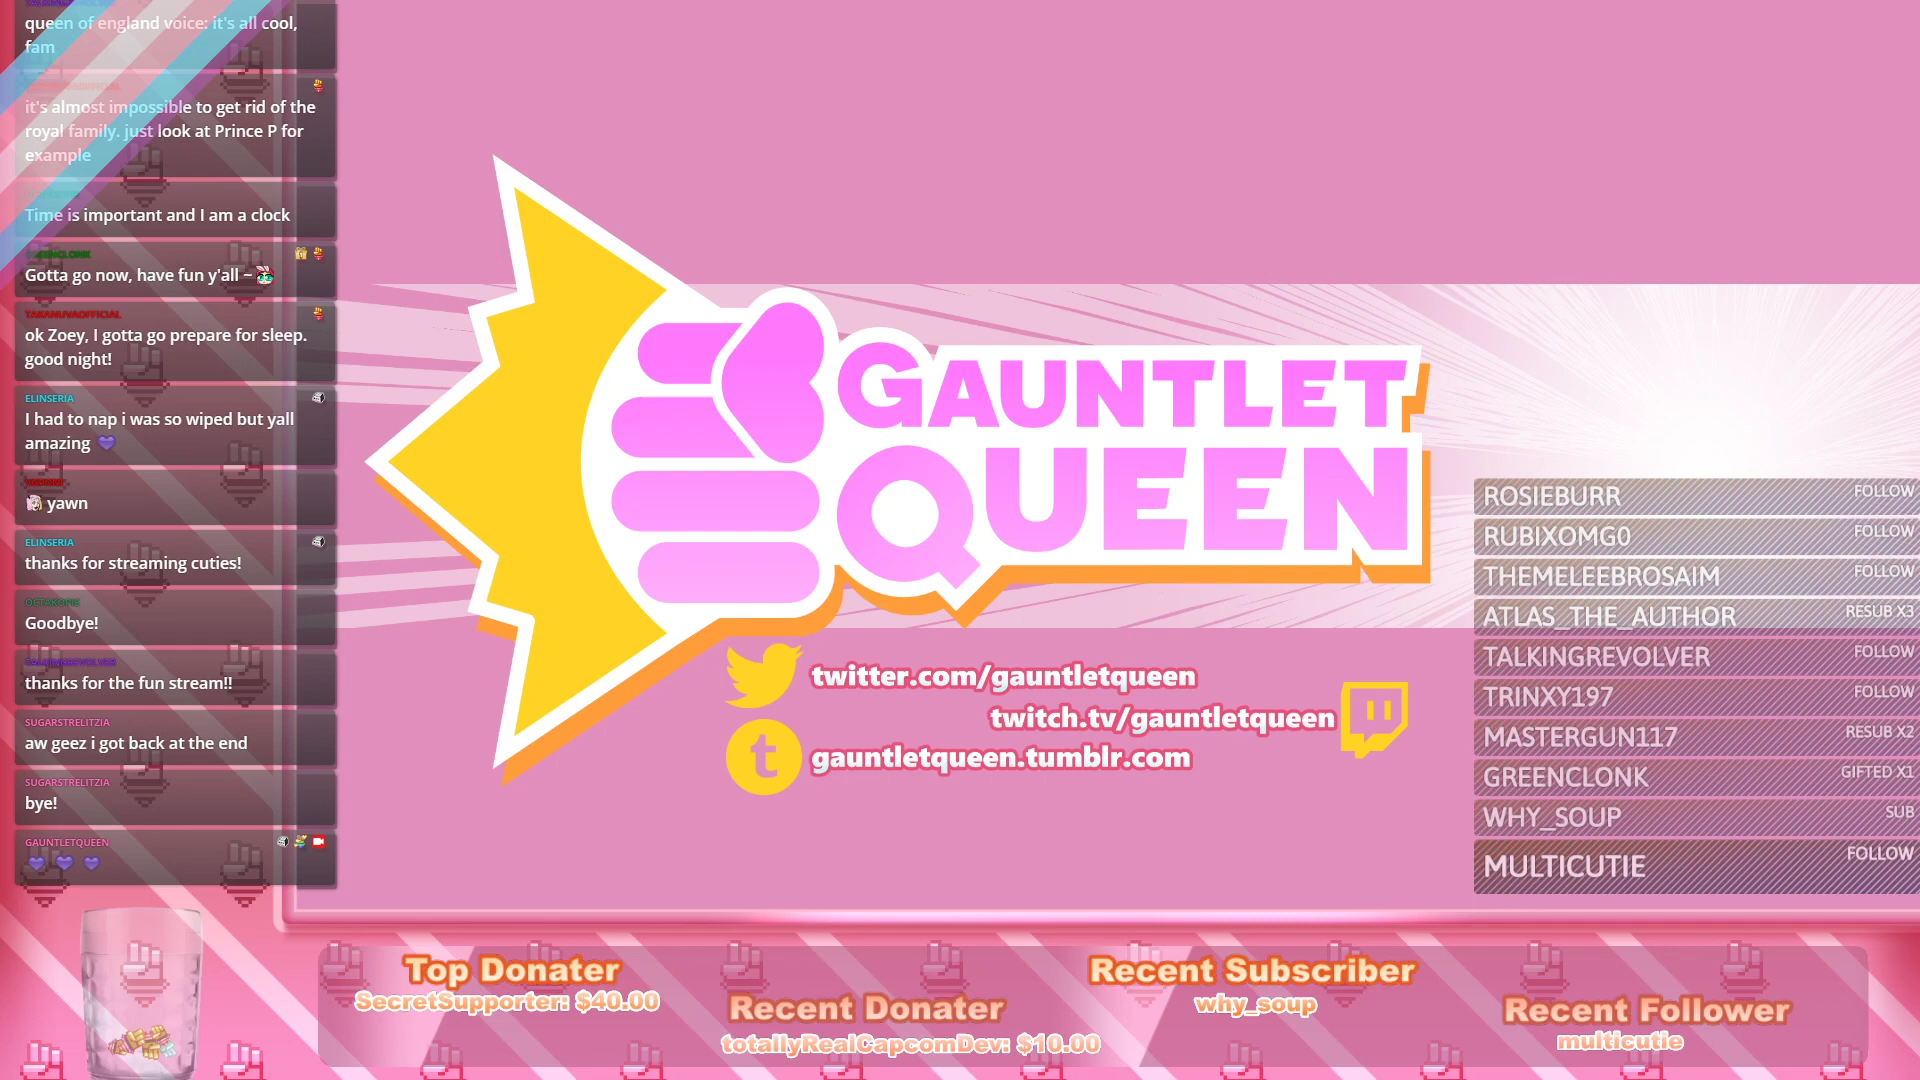 queen of england voice: it's all cool,
fam
it's almost impossible to get rid of the
royal family. just look at Prince P for
example
Time is important and I am a clock
GREENCLONK
Gotta go now, have fun y'all ~
TAKANUVAOFFICIAL
ok Zoey, I gotta go prepare for sleep.
good night!
ELINSERIA
I had to nap i was so wiped but yall
amazing
yawn
ELINSERIA
thanks for streaming cuties!
Goodbye!
TALKINGREVOLVER
thanks for the fun stream!!
SUGARSTRELITZIA
aw geez i got back at the end
SUGARSTRELITZIA
bye!
GAUNTLETQUEEN
GAUNTLET
QUEEN
twitter.com/gauntletqueen
twitch.tv/gauntletqueen
gauntletqueen.tumblr.com
ROSIEBURR FOLLOW
RUBIXOMG0 FOLLOW
THEMELEEBROSAIM FOLLOW
ATLAS_THE_AUTHOR RESUB X3
TALKINGREVOLVER FOLLOW
TRINXY197 FOLLOW
MASTERGUN117 RESUB X2
GREENCLONK GIFTED X1
WHY_SOUP SUB
MULTICUTIE FOLLOW
Top Donater
SecretSupporter: $40.00
Recent Donater
totallyRealCapcomDev: $10.00
Recent Subscriber
why_soup
Recent Follower
multicutie